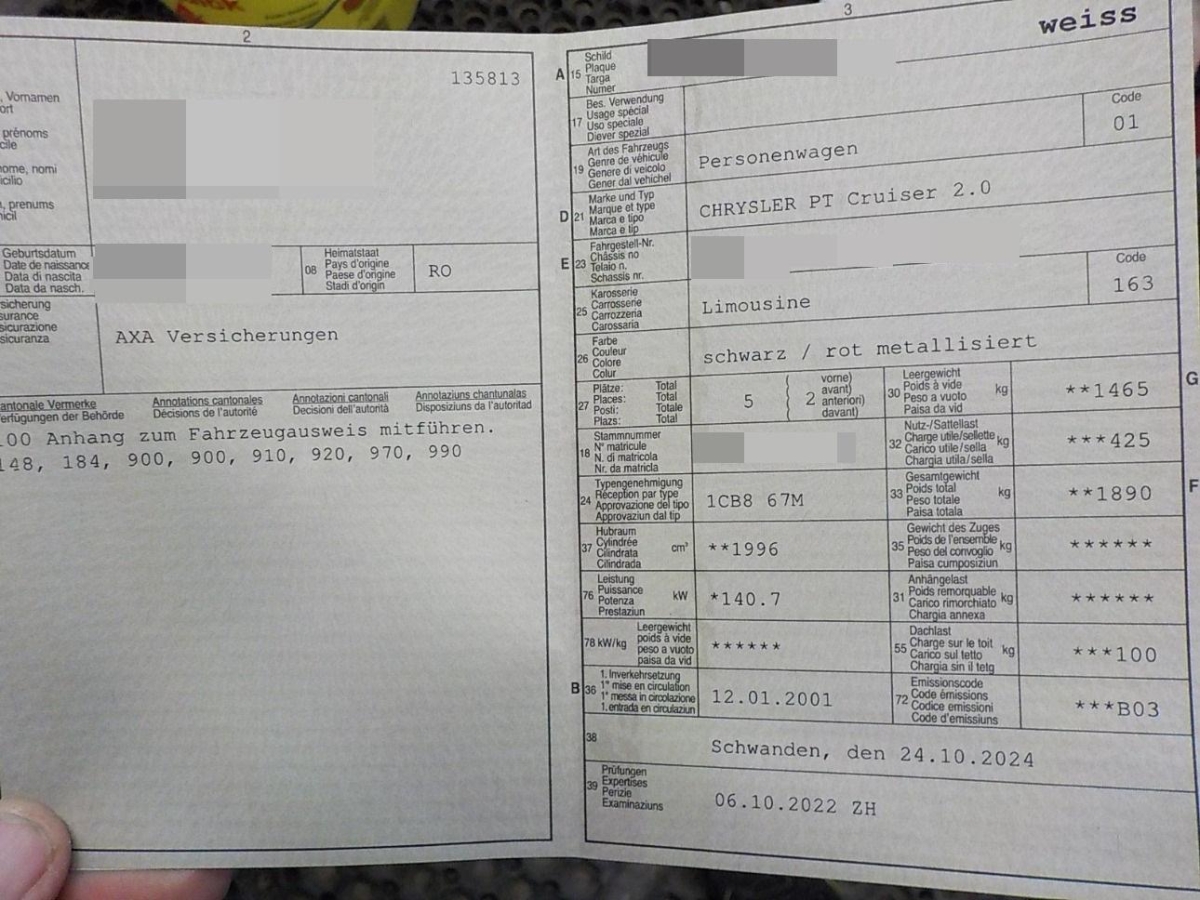 2
135813
, Vornamen
ort
prénoms
cile
nome, nomi
icilio
, prenums
icil
Geburtsdatum
Date de naissance
Data di nascita
Data da nasch.
08
Heimatstaat
Pays d'origine
Paese d'origine
Stadi d'origin
RO
sicherung
surance
sicurazione
sicuranza
AXA Versicherungen
antonale Vermerke
erfügungen der Behörde
Annotations cantonales
Décisions de l'autorité
Annotazioni cantonali
Decisioni dell'autorità
Annotaziuns chantunalas
Disposiziuns da l'autoritad
100 Anhang zum Fahrzeugausweis mitführen.
148, 184, 900, 900, 910, 920, 970, 990
3
weiss
A 15
Schild
Plaque
Targa
Numer
17
Bes. Verwendung
Usage spécial
Uso speciale
Diever spezial
Code
01
19
Art des Fahrzeugs
Genre de véhicule
Genere di veicolo
Gener dal vehichel
Personenwagen
D 21
Marke und Typ
Marque et type
Marca e tipo
Marca e tip
CHRYSLER PT Cruiser 2.0
E 23
Fahrgestell-Nr.
Châssis no
Telaio n.
Schassis nr.
25
Karosserie
Carrosserie
Carrozzeria
Carossaria
Limousine
Code
163
26
Farbe
Couleur
Colore
Colur
schwarz / rot metallisiert
27
Plätze: Total
Places: Total
Posti: Totale
Plazs: Total
5
2
vorne)
avant)
anteriori)
davant)
30
Leergewicht
Poids à vide
Peso a vuoto
Paisa da vid
kg
**1465
G
18
Stammnummer
N° matricule
N. di matricola
Nr. da matricla
32
Nutz-/Sattellast
Charge utile/sellette
Carico utile/sella
Chargia utila/sella
kg
***425
24
Typengenehmigung
Réception par type
Approvazione del tipo
Approvaziun dal tip
1CB8 67M
33
Gesamtgewicht
Poids total
Peso totale
Paisa totala
kg
**1890
F
37
Hubraum
Cylindrée
Cilindrata
Cilindrada
cm³
**1996
35
Gewicht des Zuges
Poids de l'ensemble
Peso del convoglio
Paisa cumposiziun
kg
******
76
Leistung
Puissance
Potenza
Prestaziun
kW
*140.7
31
Anhängelast
Poids remorquable
Carico rimorchiato
Chargia annexa
kg
******
78 kW/kg
Leergewicht
poids à vide
peso a vuoto
paisa da vid
******
55
Dachlast
Charge sur le toit
Carico sul tetto
Chargia sin il tetg
kg
***100
B 36
1. Inverkehrsetzung
1re mise en circulation
1a messa in circolazione
1. entrada en circulaziun
12.01.2001
72
Emissionscode
Code émissions
Codice emissioni
Code d'emissiuns
***B03
38
Schwanden, den 24.10.2024
39
Prüfungen
Expertises
Perizie
Examinaziuns
06.10.2022 ZH